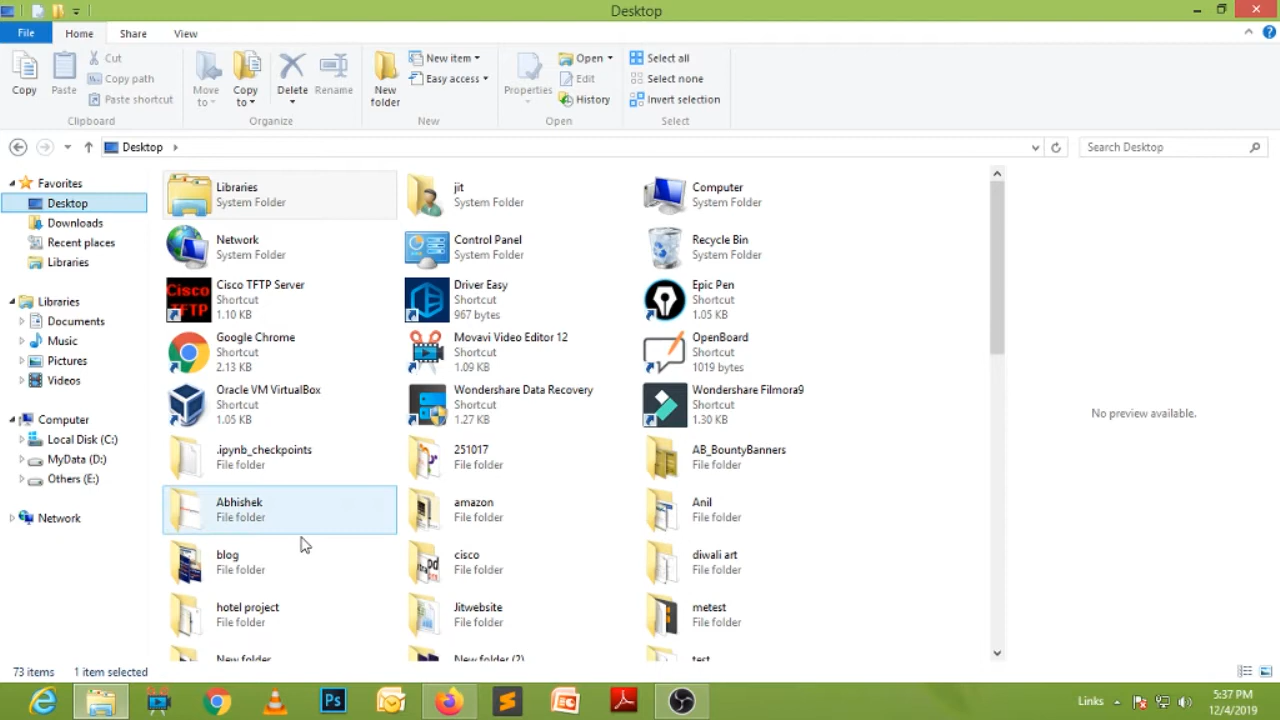 Desktop
File
Home
Share
View
Copy
Paste
Cut
Copy path
Paste shortcut
Clipboard
Move to
Copy to
Delete
Rename
Organize
New folder
New item
Easy access
New
Properties
Open
Edit
History
Open
Select all
Select none
Invert selection
Select
Desktop
Search Desktop
Favorites
Desktop
Downloads
Recent places
Libraries
Libraries
Documents
Music
Pictures
Videos
Computer
Local Disk (C:)
MyData (D:)
Others (E:)
Network
Libraries
System Folder
jit
System Folder
Computer
System Folder
Network
System Folder
Control Panel
System Folder
Recycle Bin
System Folder
Cisco TFTP
Cisco TFTP Server
Shortcut
1.10 KB
Driver Easy
Shortcut
967 bytes
Epic Pen
Shortcut
1.05 KB
Google Chrome
Shortcut
2.13 KB
Movavi Video Editor 12
Shortcut
1.09 KB
OpenBoard
Shortcut
1019 bytes
Oracle VM VirtualBox
Shortcut
1.05 KB
Wondershare Data Recovery
Shortcut
1.27 KB
Wondershare Filmora9
Shortcut
1.30 KB
.ipynb_checkpoints
File folder
251017
File folder
AB_BountyBanners
File folder
Abhishek
File folder
amazon
File folder
Anil
File folder
blog
File folder
cisco
File folder
diwali art
File folder
hotel project
File folder
Jitwebsite
File folder
metest
File folder
New folder
New folder (2)
test
No preview available.
73 items
1 item selected
Ps
Links
5:37 PM
12/4/2019